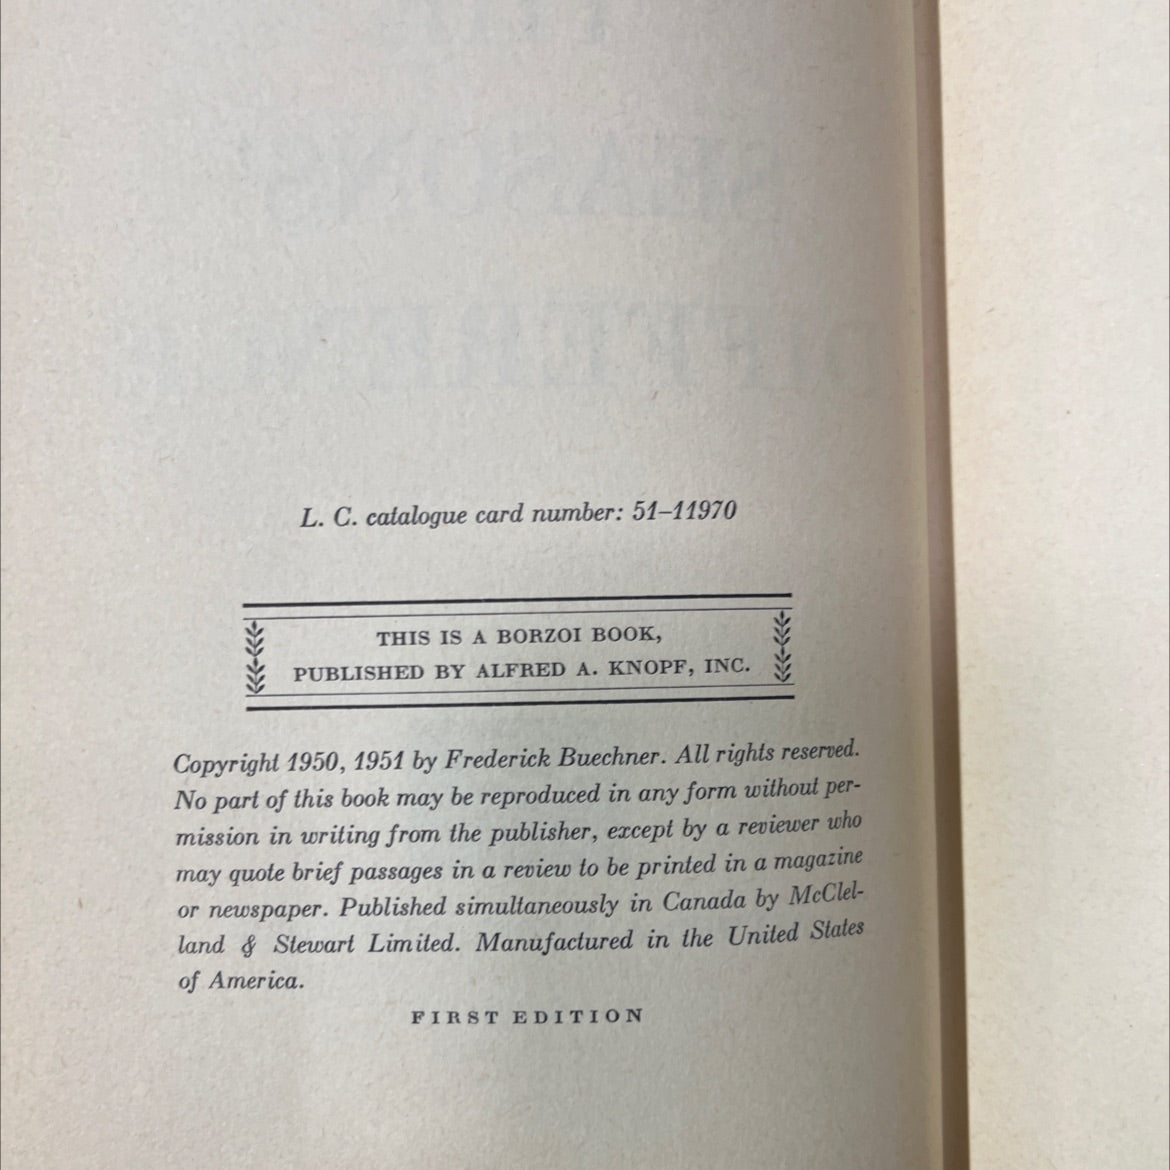 L. C. catalogue card number: 51–11970
THIS IS A BORZOI BOOK,
PUBLISHED BY ALFRED A. KNOPF, INC.
Copyright 1950, 1951 by Frederick Buechner. All rights reserved.
No part of this book may be reproduced in any form without per-
mission in writing from the publisher, except by a reviewer who
may quote brief passages in a review to be printed in a magazine
or newspaper. Published simultaneously in Canada by McClel-
land & Stewart Limited. Manufactured in the United States
of America.
FIRST EDITION